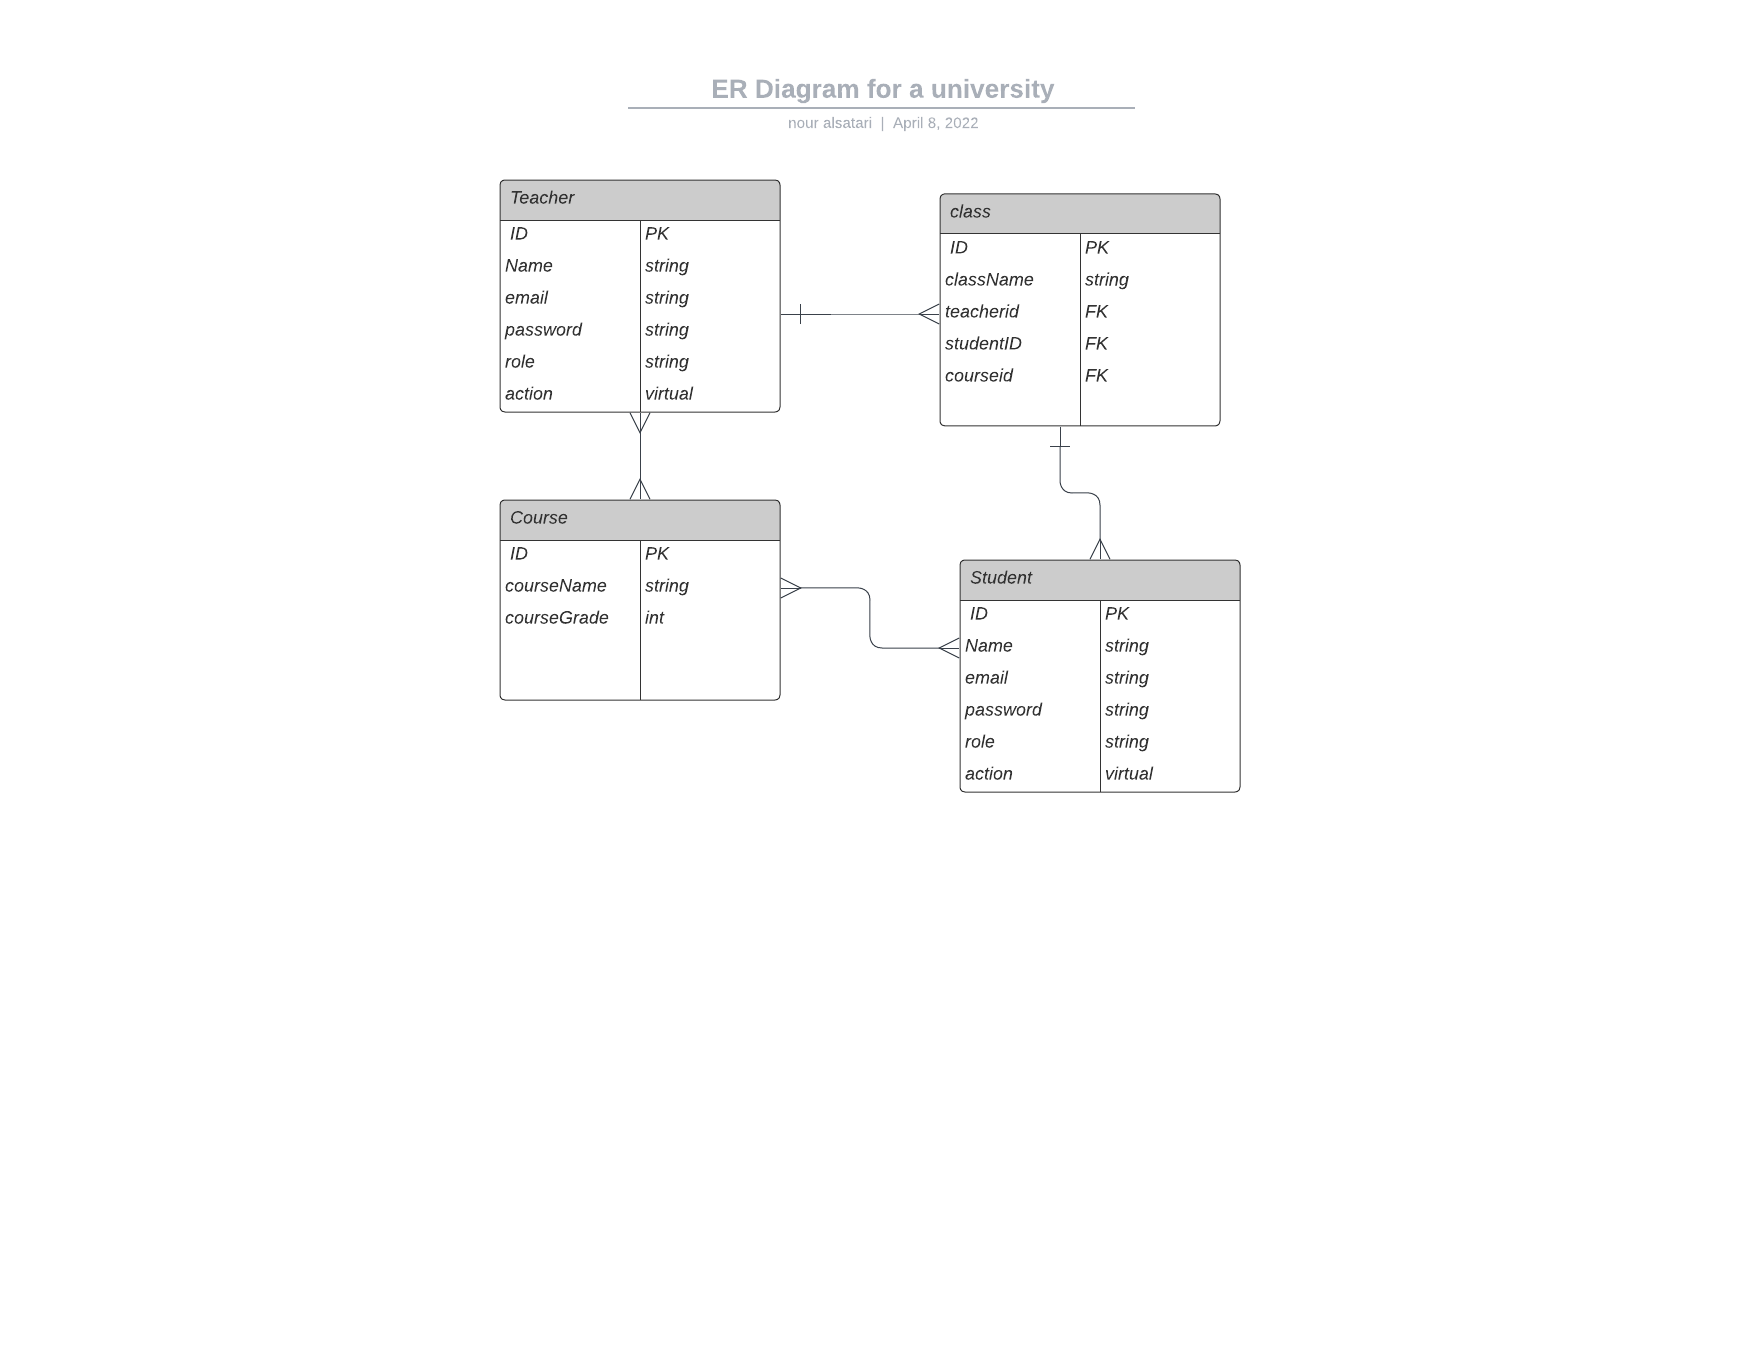 ER Diagram for a university
nour alsatari | April 8, 2022
Teacher
ID PK
Name string
email string
password string
role string
action virtual
class
ID PK
className string
teacherid FK
studentID FK
courseid FK
Course
ID PK
courseName string
courseGrade int
Student
ID PK
Name string
email string
password string
role string
action virtual